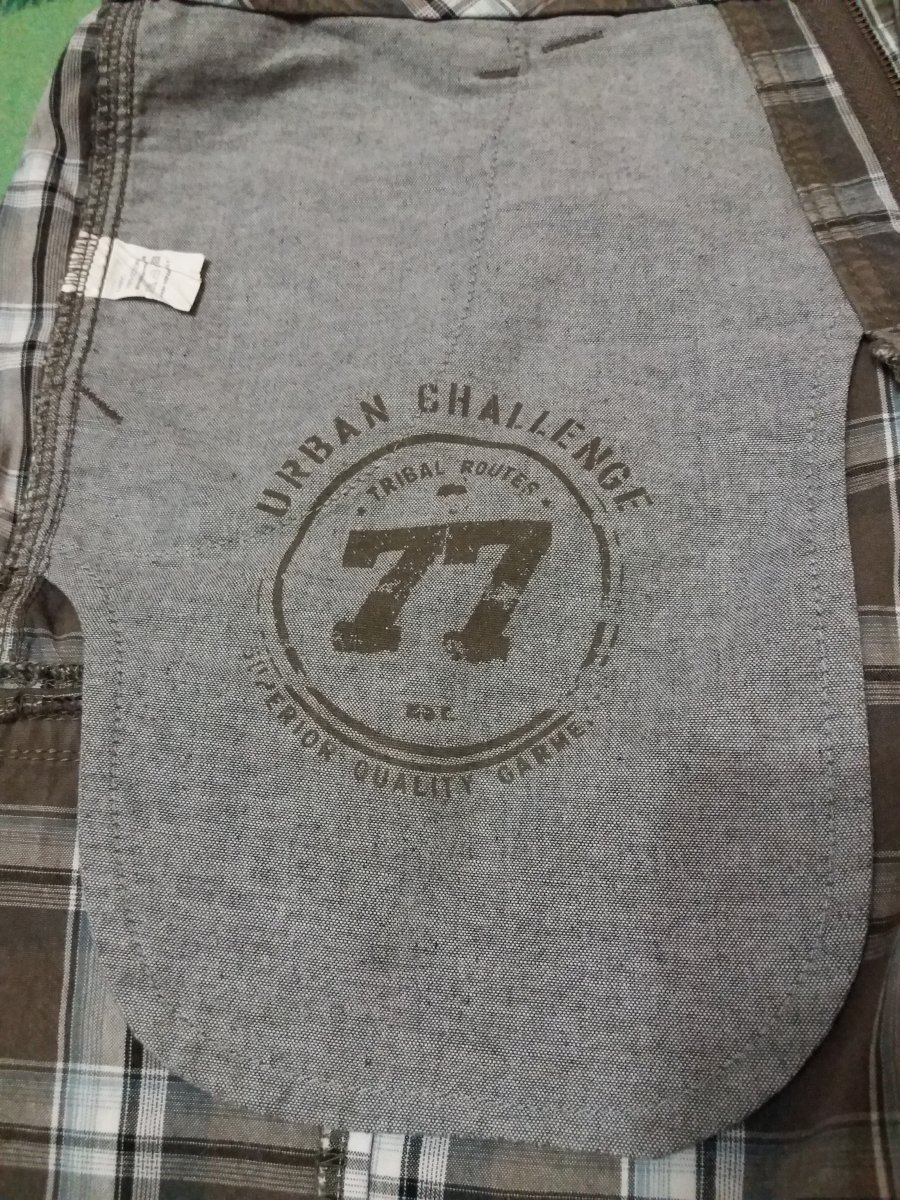 URBAN CHALLENGE
• TRIBAL ROUTES •
77
EST.
SUPERIOR QUALITY GARME